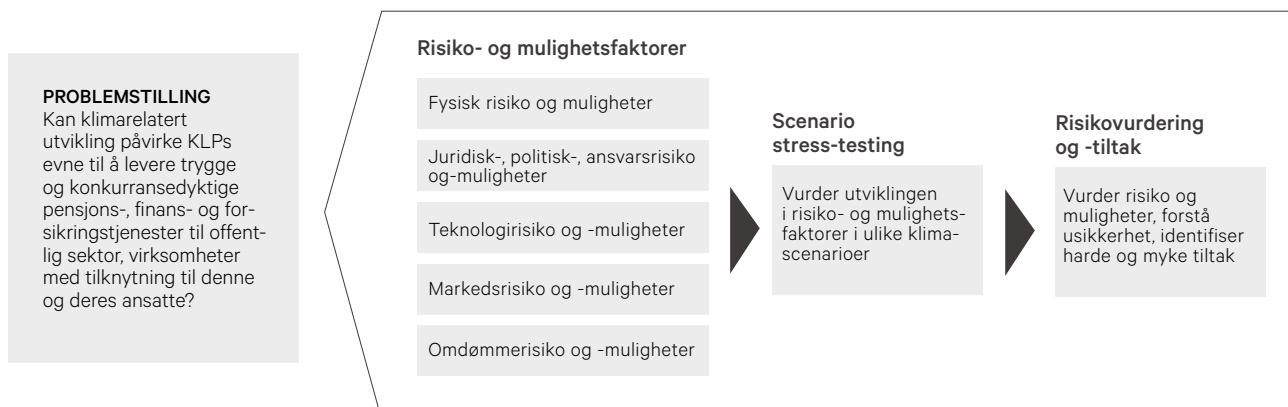 PROBLEMSTILLING
Kan klimarelatert
utvikling påvirke KLPs
evne til å levere trygge
og konkurransedyktige
pensjons-, finans- og for-
sikringstjenester til offent-
lig sektor, virksomheter
med tilknytning til denne
og deres ansatte?
Risiko- og mulighetsfaktorer
Fysisk risiko og muligheter
Juridisk-, politisk-, ansvarsrisiko
og-muligheter
Teknologirisiko og -muligheter
Markedsrisiko og -muligheter
Omdømmerisiko og -muligheter
Scenario
stress-testing
Vurder utviklingen
i risiko- og mulighets-
faktorer i ulike klima-
scenarioer
Risikovurdering
og -tiltak
Vurder risiko og
muligheter, forstå
usikkerhet, identifiser
harde og myke tiltak